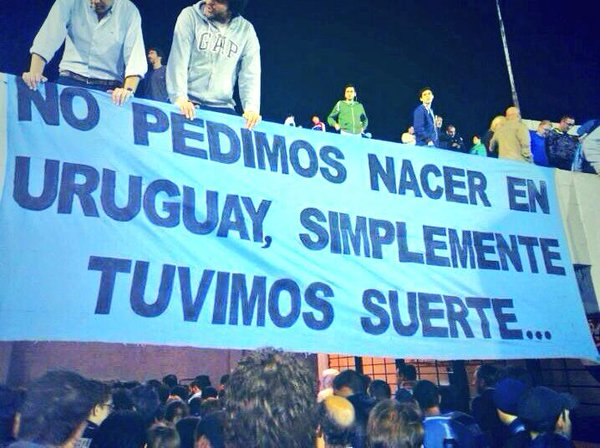 GAP
NO PEDIMOS NACER EN
URUGUAY, SIMPLEMENTE
TUVIMOS SUERTE...